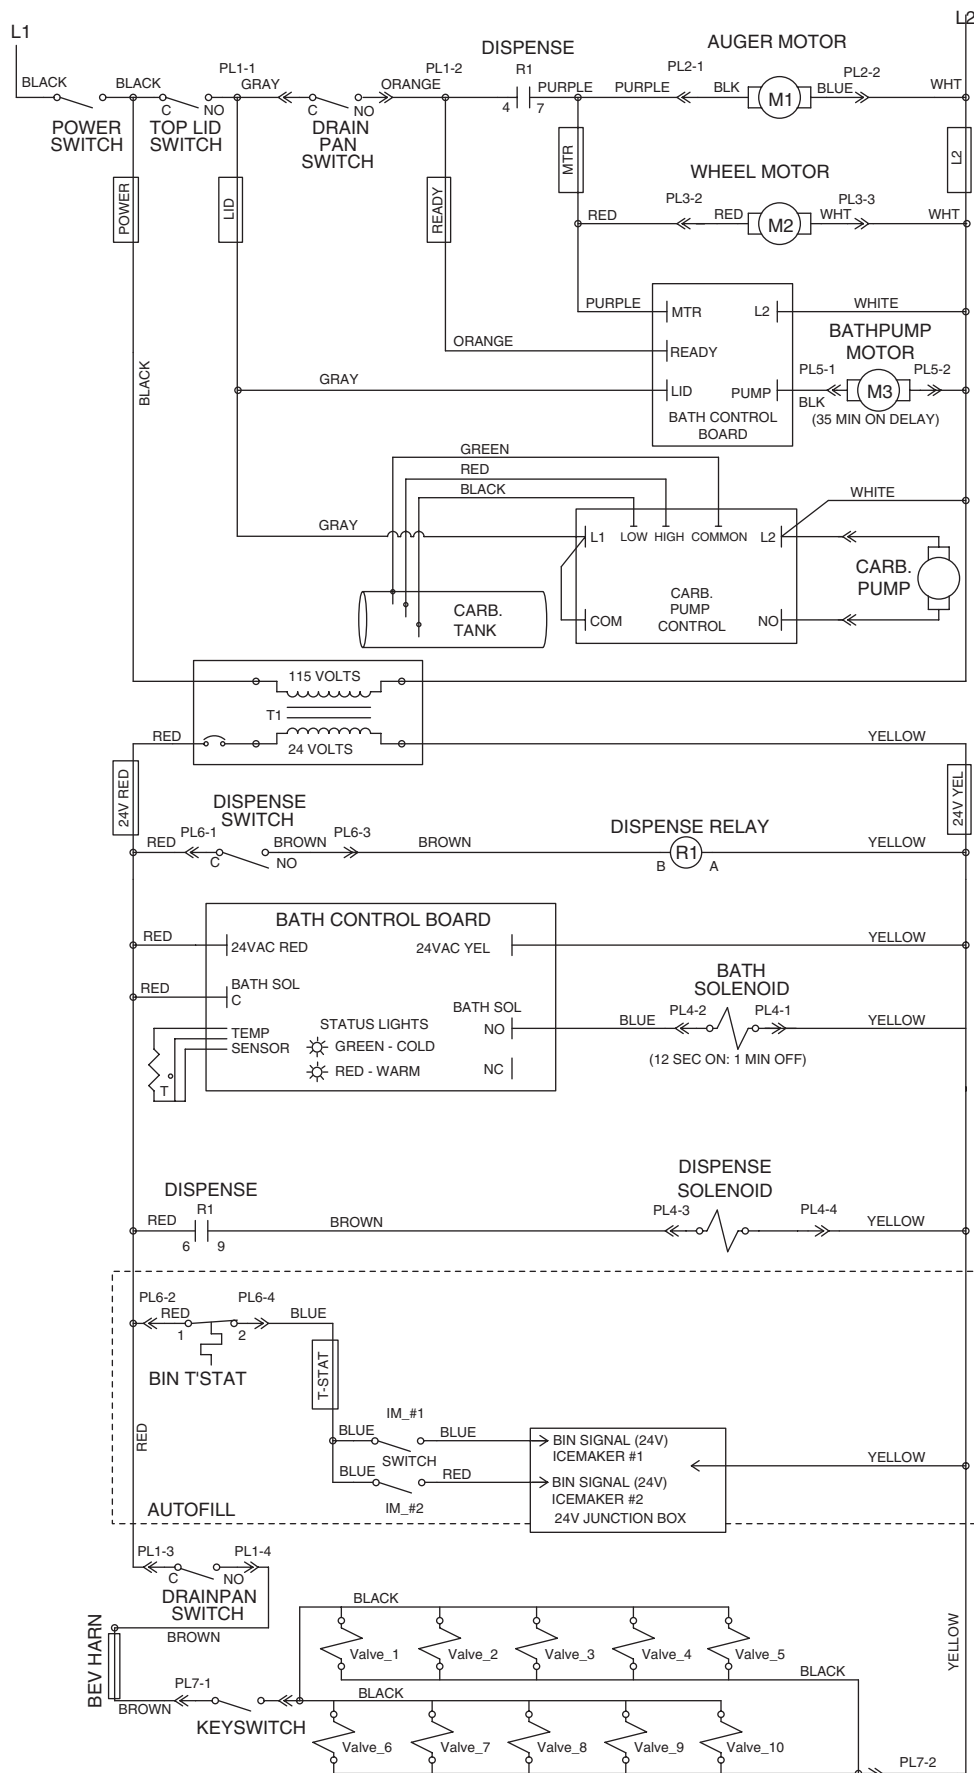 L1
L2
BLACK
BLACK
PL1-1
GRAY
ORANGE
PL1-2
DISPENSE
R1
4 7
PURPLE
PURPLE
PL2-1
AUGER MOTOR
BLK
M1
BLUE
PL2-2
WHT
POWER
SWITCH
C NO
TOP LID
SWITCH
C NO
DRAIN
PAN
SWITCH
MTR
L2
WHEEL MOTOR
POWER
LID
READY
RED
PL3-2
RED
M2
WHT
PL3-3
WHT
PURPLE
MTR
L2
WHITE
ORANGE
READY
BATHPUMP
MOTOR
BLACK
GRAY
LID
PUMP
PL5-1
BLK
M3
PL5-2
(35 MIN ON DELAY)
BATH CONTROL
BOARD
GREEN
RED
BLACK
WHITE
GRAY
L1 LOW HIGH COMMON L2
CARB.
PUMP
CARB.
TANK
COM
CARB.
PUMP
CONTROL
NO
115 VOLTS
T1
24 VOLTS
RED
YELLOW
24V RED
24V YEL
DISPENSE
SWITCH
RED
PL6-1
C NO
BROWN
PL6-3
BROWN
DISPENSE RELAY
B R1 A
YELLOW
BATH CONTROL BOARD
RED
24VAC RED
24VAC YEL
YELLOW
RED
BATH SOL
C
BATH SOL
NO
BLUE
BATH
SOLENOID
PL4-2 PL4-1
YELLOW
(12 SEC ON: 1 MIN OFF)
TEMP
SENSOR
T
STATUS LIGHTS
GREEN - COLD
RED - WARM
NC
DISPENSE
R1
RED
6 9
BROWN
DISPENSE
SOLENOID
PL4-3
PL4-4
YELLOW
PL6-2
RED
1 2
PL6-4
BLUE
BIN T'STAT
T-STAT
RED
IM_#1
BLUE
BLUE
SWITCH
BLUE
RED
IM_#2
BIN SIGNAL (24V)
ICEMAKER #1
BIN SIGNAL (24V)
ICEMAKER #2
24V JUNCTION BOX
YELLOW
AUTOFILL
PL1-3
C NO
PL1-4
DRAINPAN
SWITCH
BROWN
BEV HARN
BROWN
PL7-1
KEYSWITCH
BLACK
Valve_1
Valve_2
Valve_3
Valve_4
Valve_5
BLACK
BLACK
Valve_6
Valve_7
Valve_8
Valve_9
Valve_10
YELLOW
PL7-2